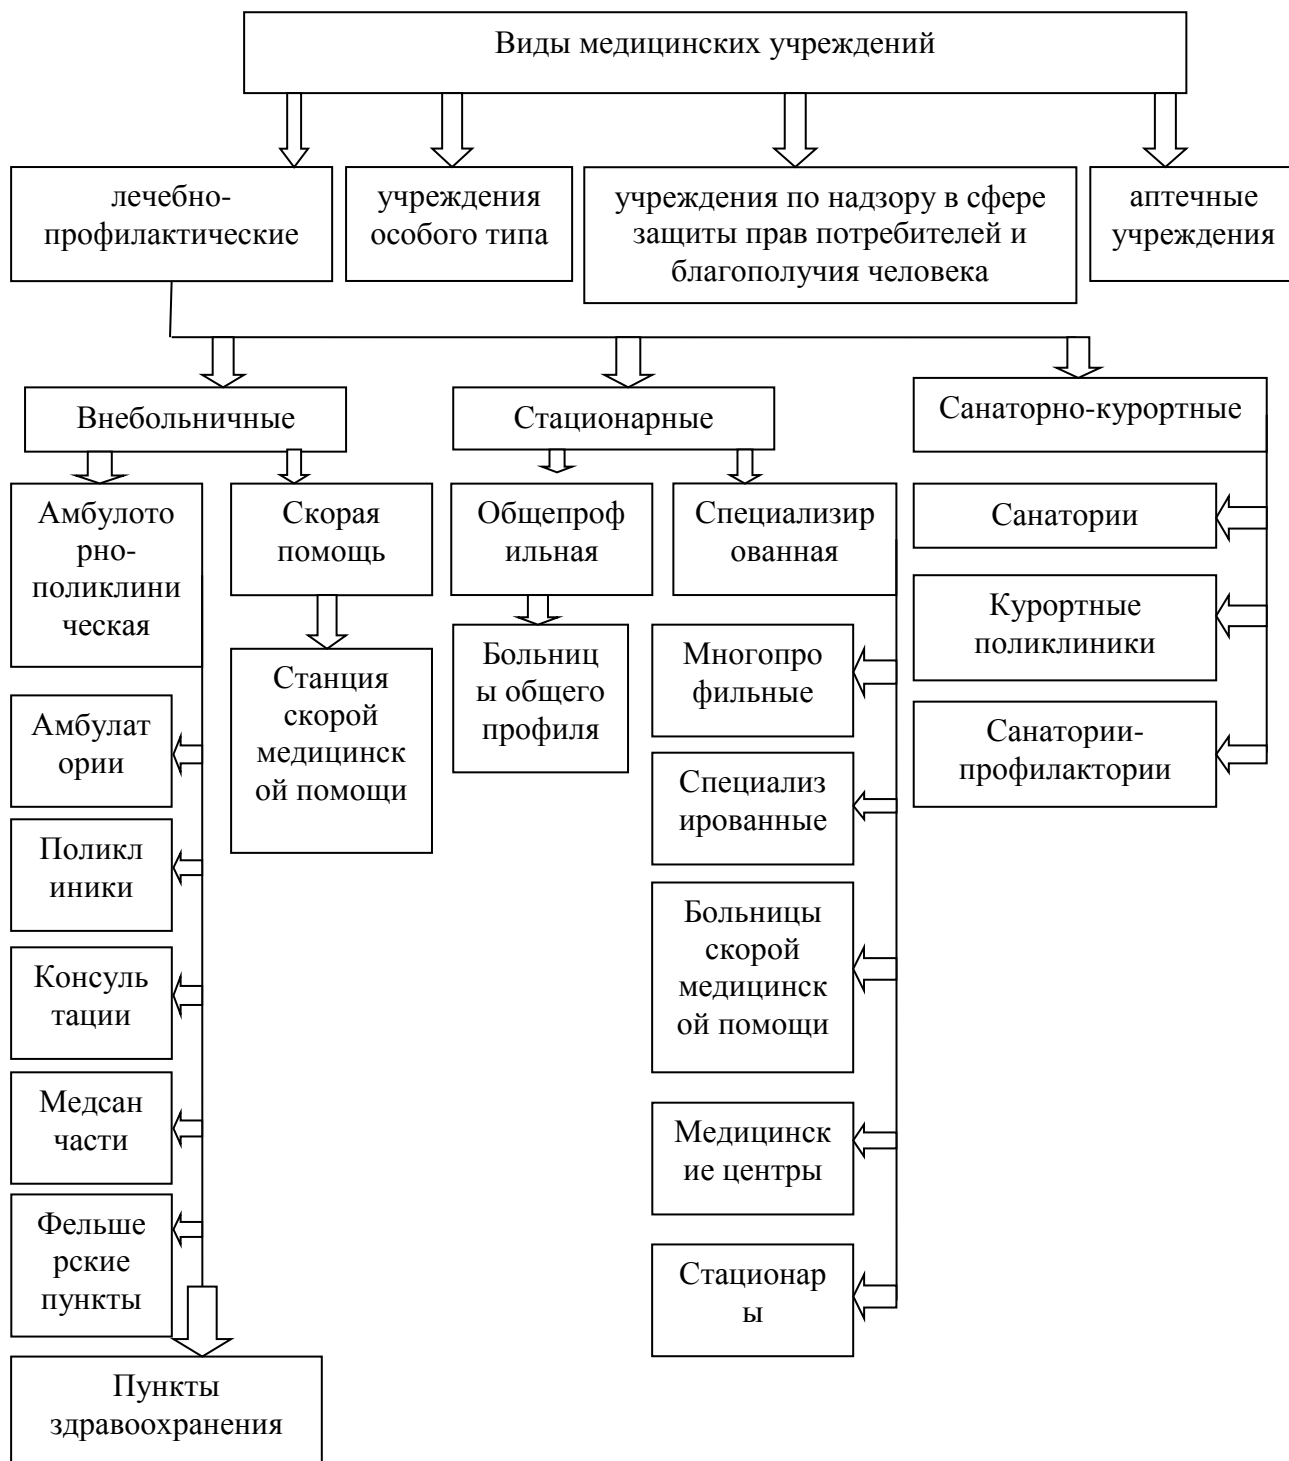 Виды медицинских учреждений
лечебно-
профилактические
учреждения
особого типа
учреждения по надзору в сфере
защиты прав потребителей и
благополучия человека
аптечные
учреждения
Внебольничные
Стационарные
Санаторно-курортные
Амбулото
рно-
поликлини
ческая
Скорая
помощь
Общепроф
ильная
Специализир
ованная
Санатории
Курортные
поликлиники
Санатории-
профилактории
Станция
скорой
медицинск
ой помощи
Больниц
ы общего
профиля
Многопро
фильные
Специализ
ированные
Больницы
скорой
медицинск
ой помощи
Медицинск
ие центры
Стационар
ы
Амбулат
ории
Поликл
иники
Консуль
тации
Медсан
части
Фельше
рские
пункты
Пункты
здравоохранения